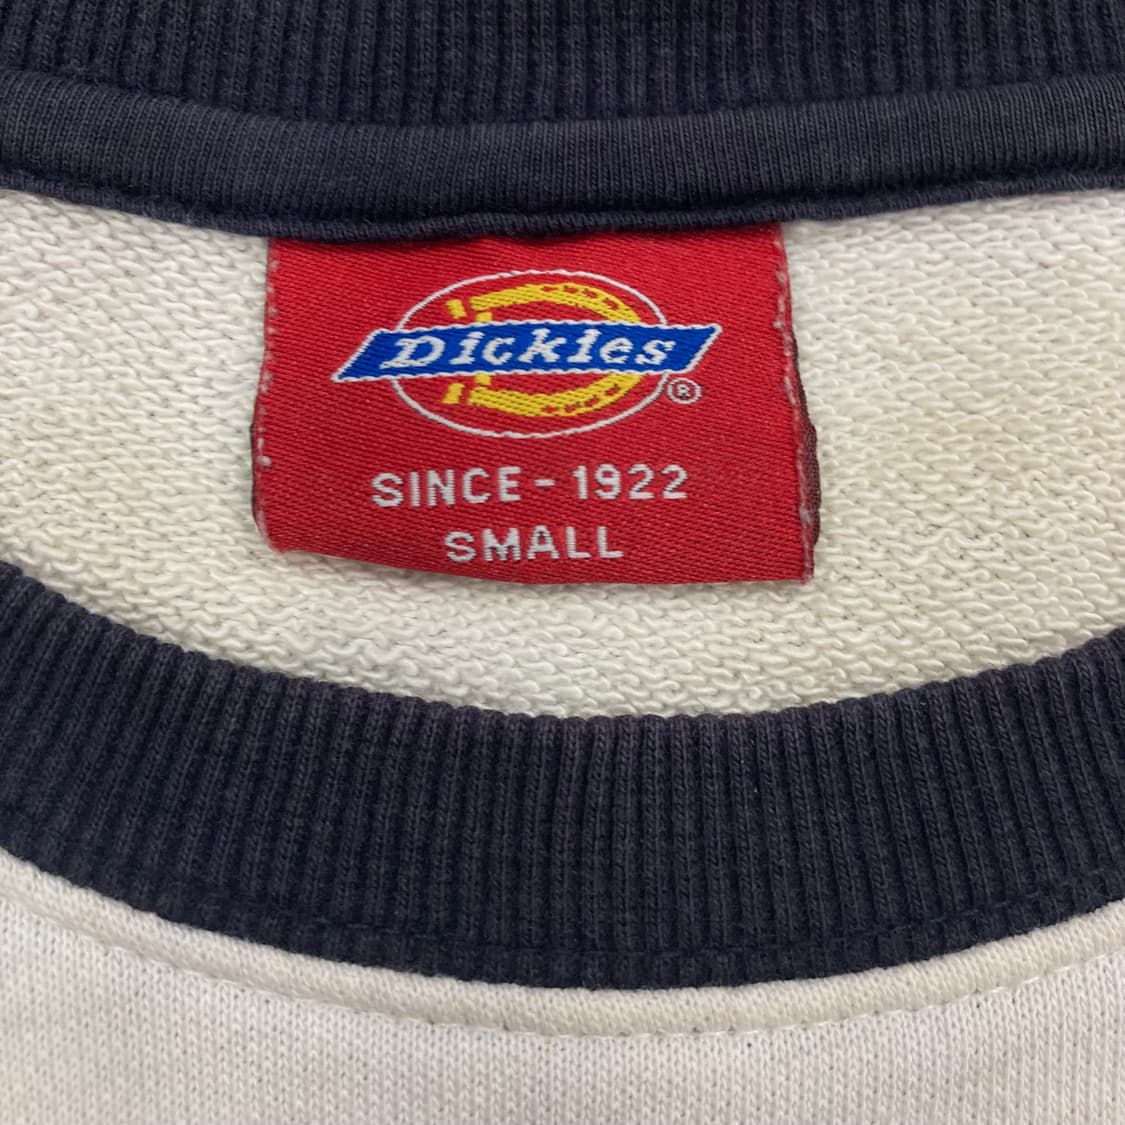 Dickies
®
SINCE - 1922
SMALL